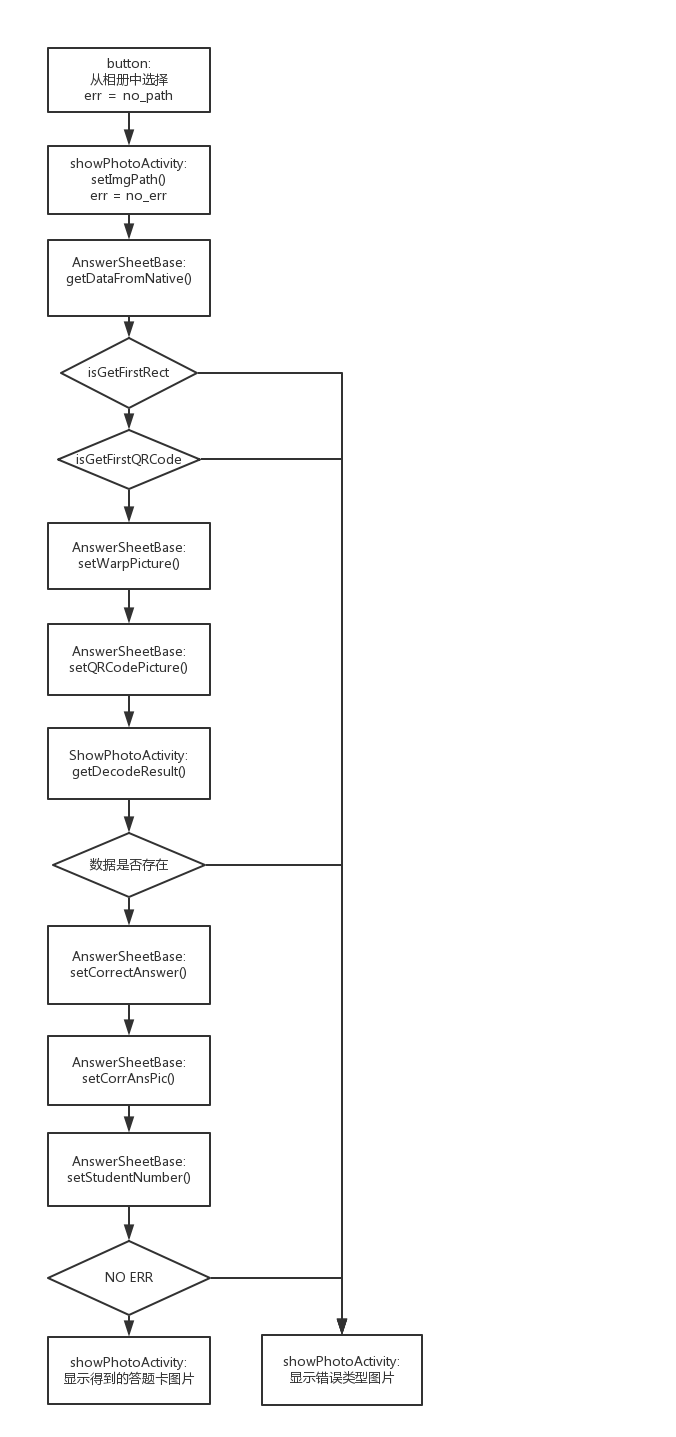 button:
从相册中选择
err = no_path
showPhotoActivity:
setImgPath()
err = no_err
AnswerSheetBase:
getDataFromNative()
isGetFirstRect
isGetFirstQRCode
AnswerSheetBase:
setWarpPicture()
AnswerSheetBase:
setQRCodePicture()
ShowPhotoActivity:
getDecodeResult()
数据是否存在
AnswerSheetBase:
setCorrectAnswer()
AnswerSheetBase:
setCorrAnsPic()
AnswerSheetBase:
setStudentNumber()
NO ERR
showPhotoActivity:
显示得到的答题卡图片
showPhotoActivity:
显示错误类型图片